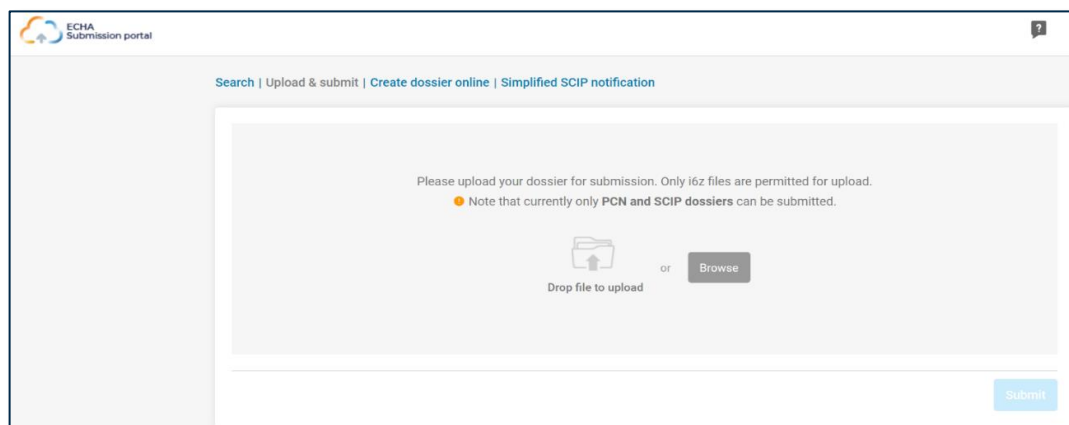 ECHA
Submission portal
?
Search | Upload & submit | Create dossier online | Simplified SCIP notification
Please upload your dossier for submission. Only i6z files are permitted for upload.
Note that currently only PCN and SCIP dossiers can be submitted.
or
Browse
Drop file to upload
Submit